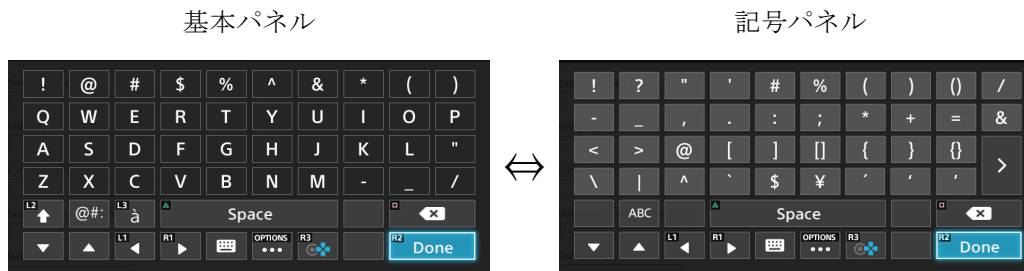 基本パネル 記号パネル
! @ # $ % ^ & * ( )
Q W E R T Y U I O P
A S D F G H J K L "
Z X C V B N M - _ /
L2 @#: L3 à Space
L1 R1 OPTIONS R3 R2 Done
! ? " ' # % ( ) () /
- _ , . : ; * + = &
< > @ [ ] [] { } {} >
\ | ^ ` $ ¥ ´ ‘ ’
ABC Space
L1 R1 OPTIONS R3 R2 Done